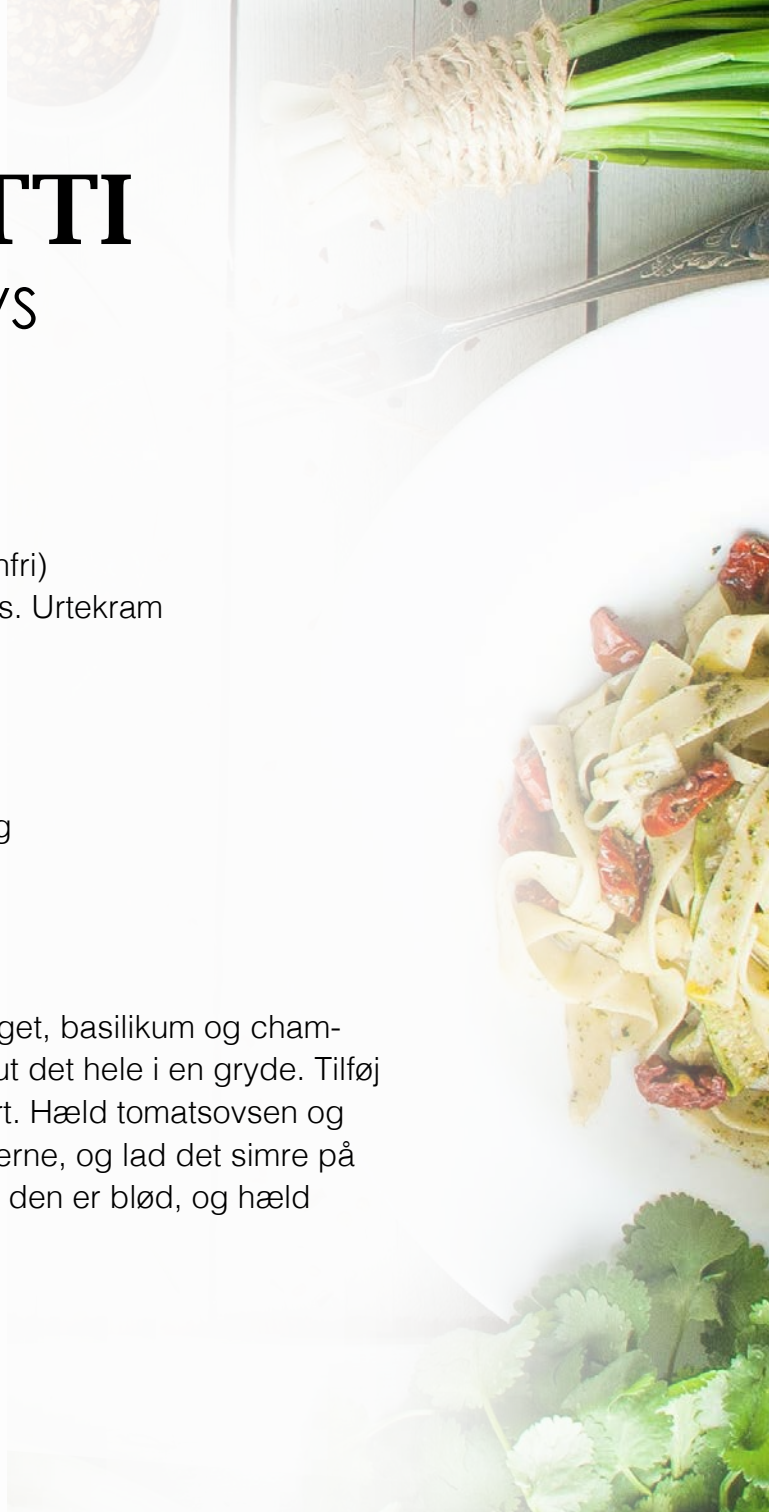 TTI
ys
nfri)
s. Urtekram
g
get, basilikum og cham-
ut det hele i en gryde. Tilføj
rt. Hæld tomatsovsen og
erne, og lad det simre på
den er blød, og hæld